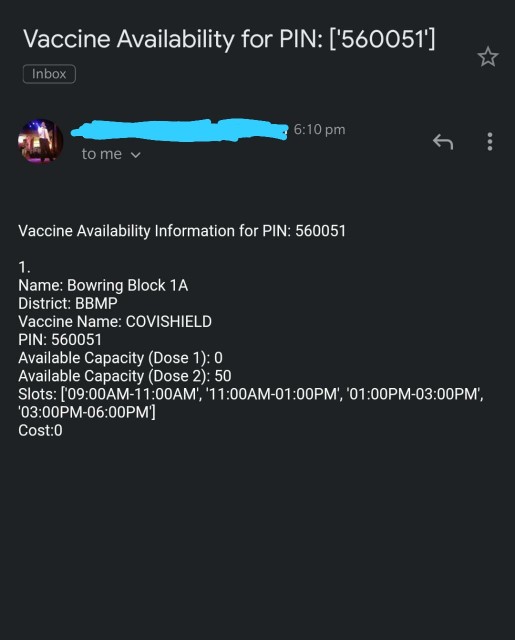 Vaccine Availability for PIN: ['560051']
Inbox
6:10 pm
to me
Vaccine Availability Information for PIN: 560051
1.
Name: Bowring Block 1A
District: BBMP
Vaccine Name: COVISHIELD
PIN: 560051
Available Capacity (Dose 1): 0
Available Capacity (Dose 2): 50
Slots: ['09:00AM-11:00AM', '11:00AM-01:00PM', '01:00PM-03:00PM',
'03:00PM-06:00PM']
Cost:0